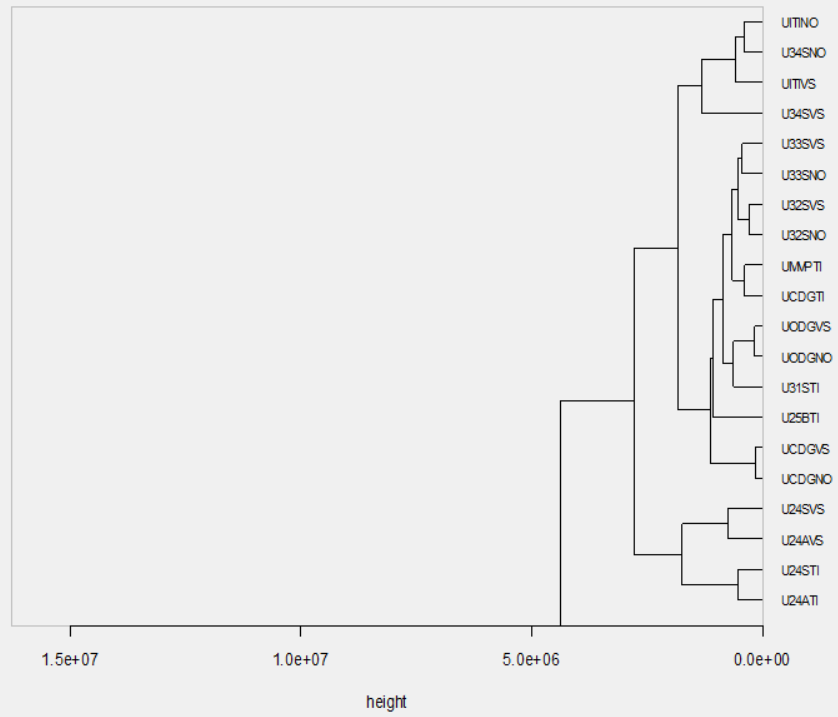 UITINO
U34SNO
UITIVS
U34SVS
U33SVS
U33SNO
U32SVS
U32SNO
UMMPTI
UCDGTI
UODGVS
UODGNO
U31STI
U25BTI
UCDGVS
UCDGNO
U24SVS
U24AVS
U24STI
U24ATI
1.5e+07 1.0e+07 5.0e+06 0.0e+00
height